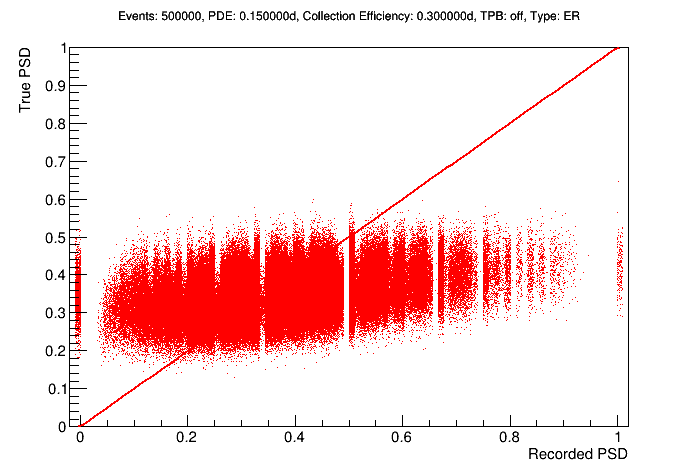 Events: 500000, PDE: 0.150000d, Collection Efficiency: 0.300000d, TPB: off, Type: ER
True PSD
1
0.9
0.8
0.7
0.6
0.5
0.4
0.3
0.2
0.1
0
0 0.2 0.4 0.6 0.8 1
Recorded PSD